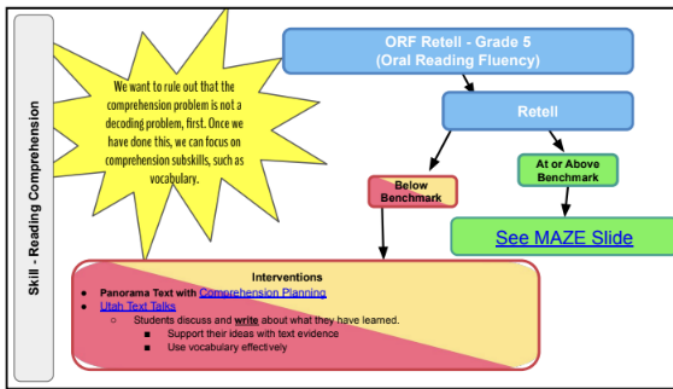 Skill - Reading Comprehension
We want to rule out that the
comprehension problem is not a
decoding problem, first. Once we
have done this, we can focus on
comprehension subskills, such as
vocabulary.
ORF Retell - Grade 5
(Oral Reading Fluency)
Retell
Below
Benchmark
At or Above
Benchmark
See MAZE Slide
Interventions
● Panorama Text with Comprehension Planning
● Utah Text Talks
○ Students discuss and write about what they have learned.
■ Support their ideas with text evidence
■ Use vocabulary effectively